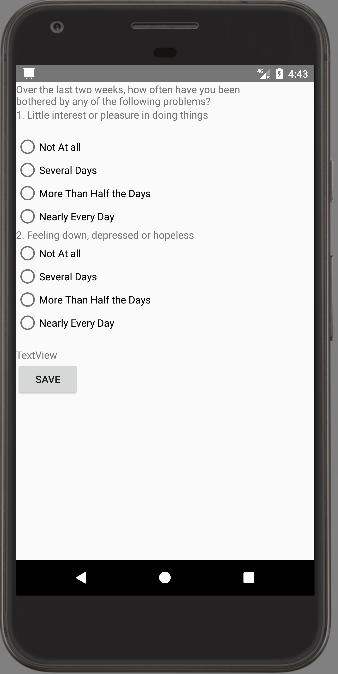 4G 4:43
Over the last two weeks, how often have you been
bothered by any of the following problems?
1. Little interest or pleasure in doing things
Not At all
Several Days
More Than Half the Days
Nearly Every Day
2. Feeling down, depressed or hopeless
Not At all
Several Days
More Than Half the Days
Nearly Every Day
TextView
SAVE